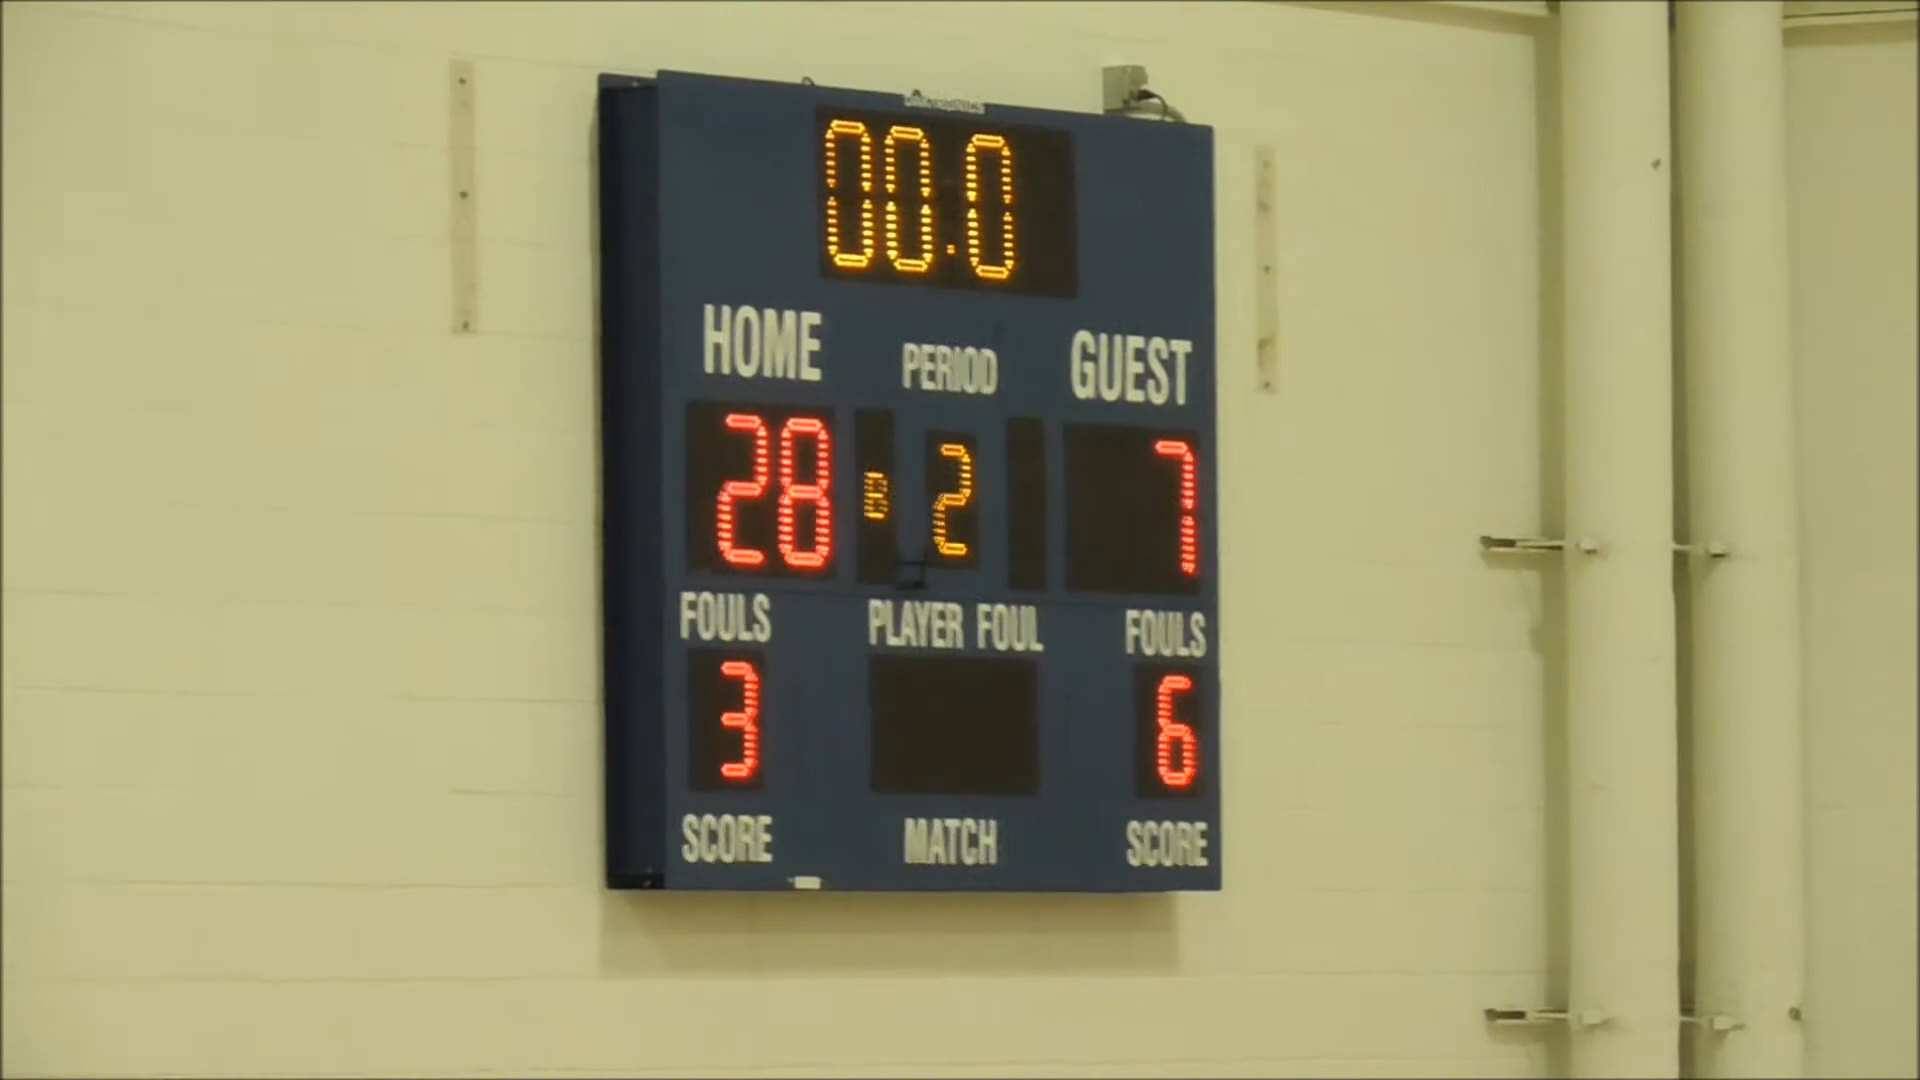 00.0
HOME PERIOD GUEST
28 2 7
FOULS PLAYER FOUL FOULS
3 6
SCORE MATCH SCORE